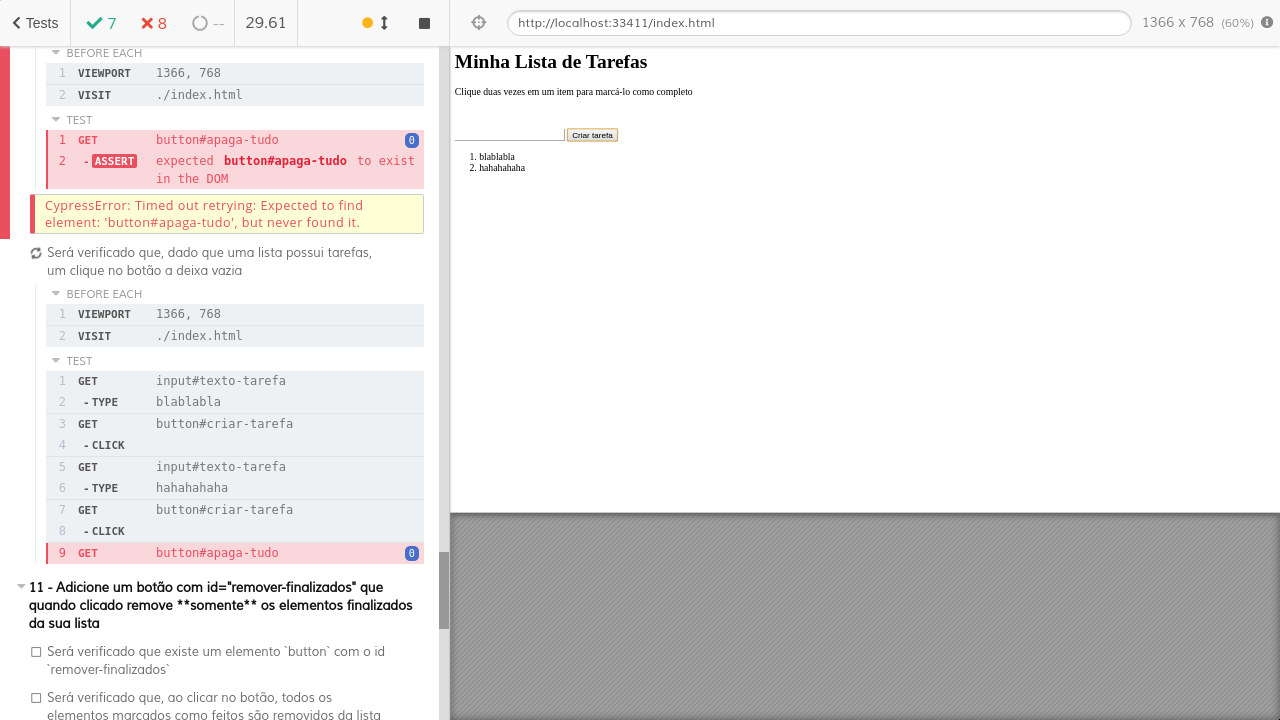 Tests 7 8 -- 29.61 http://localhost:33411/index.html 1366 x 768 (60%)
BEFORE EACH
1 VIEWPORT 1366, 768
2 VISIT ./index.html
TEST
1 GET button#apaga-tudo 0
2 -ASSERT expected button#apaga-tudo to exist
in the DOM
CypressError: Timed out retrying: Expected to find
element: 'button#apaga-tudo', but never found it.
Será verificado que, dado que uma lista possui tarefas,
um clique no botão a deixa vazia
BEFORE EACH
1 VIEWPORT 1366, 768
2 VISIT ./index.html
TEST
1 GET input#texto-tarefa
2 -TYPE blablabla
3 GET button#criar-tarefa
4 -CLICK
5 GET input#texto-tarefa
6 -TYPE hahahahaha
7 GET button#criar-tarefa
8 -CLICK
9 GET button#apaga-tudo 0
11 - Adicione um botão com id="remover-finalizados" que
quando clicado remove **somente** os elementos finalizados
da sua lista
Será verificado que existe um elemento `button` com o id
`remover-finalizados`
Será verificado que, ao clicar no botão, todos os
elementos marcados como feitos são removidos da lista
Minha Lista de Tarefas
Clique duas vezes em um item para marcá-lo como completo
Criar tarefa
1. blablabla
2. hahahahaha